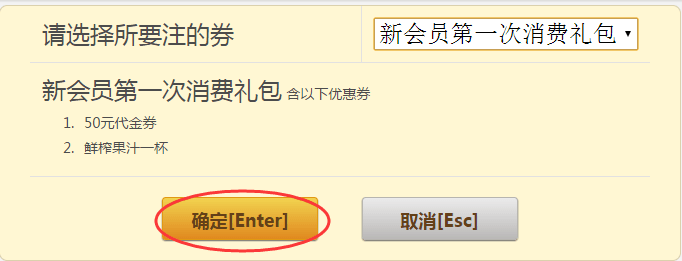 请选择所要注的券 新会员第一次消费礼包
新会员第一次消费礼包 含以下优惠券
1. 50元代金券
2. 鲜榨果汁一杯
确定[Enter] 取消[Esc]